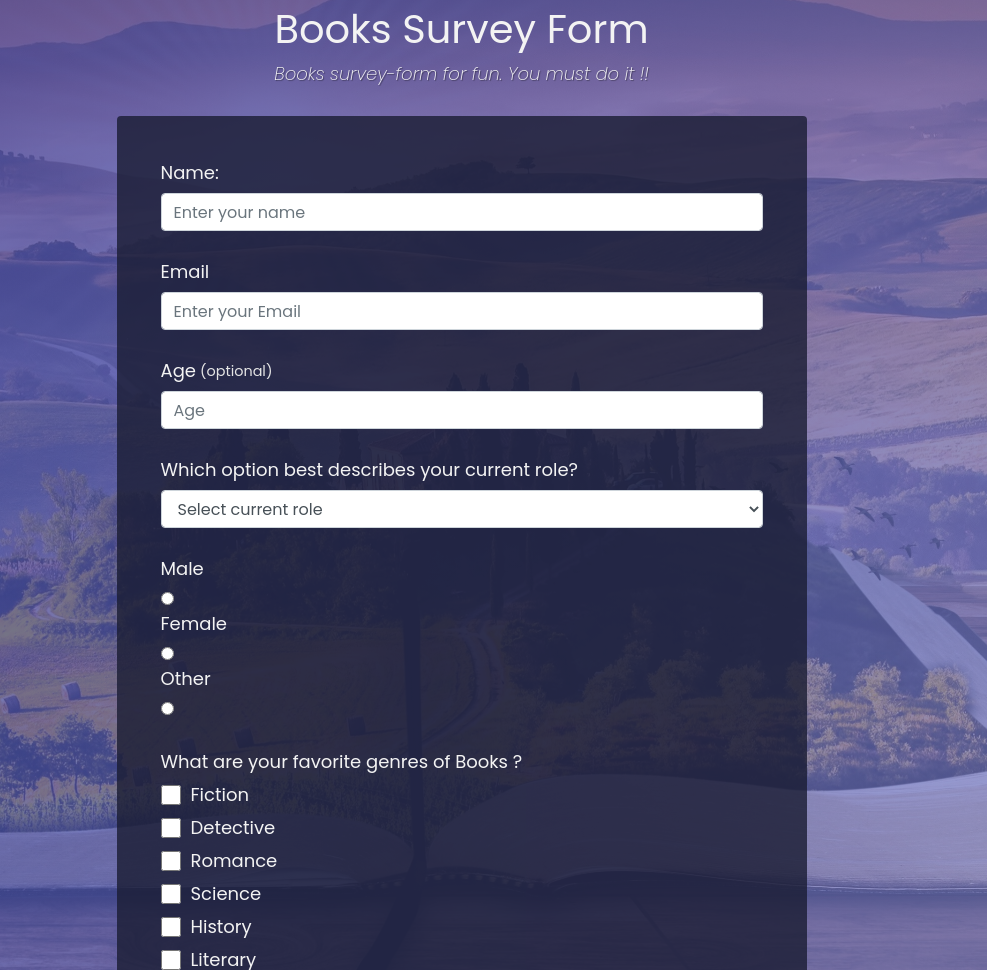 Books Survey Form
Books survey-form for fun. You must do it !!
Name:
Enter your name
Email
Enter your Email
Age (optional)
Age
Which option best describes your current role?
Select current role
Male
Female
Other
What are your favorite genres of Books ?
Fiction
Detective
Romance
Science
History
Literary